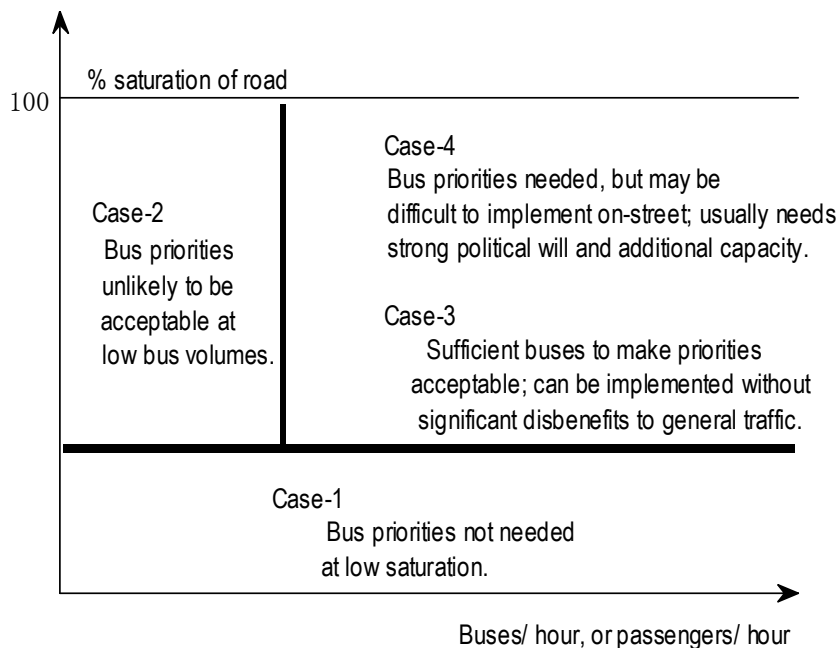 % saturation of road
100
Case-4
Bus priorities needed, but may be
difficult to implement on-street; usually needs
strong political will and additional capacity.
Case-2
Bus priorities
unlikely to be
acceptable at
low bus volumes.
Case-3
Sufficient buses to make priorities
acceptable; can be implemented without
significant disbenefits to general traffic.
Case-1
Bus priorities not needed
at low saturation.
Buses/ hour, or passengers/ hour